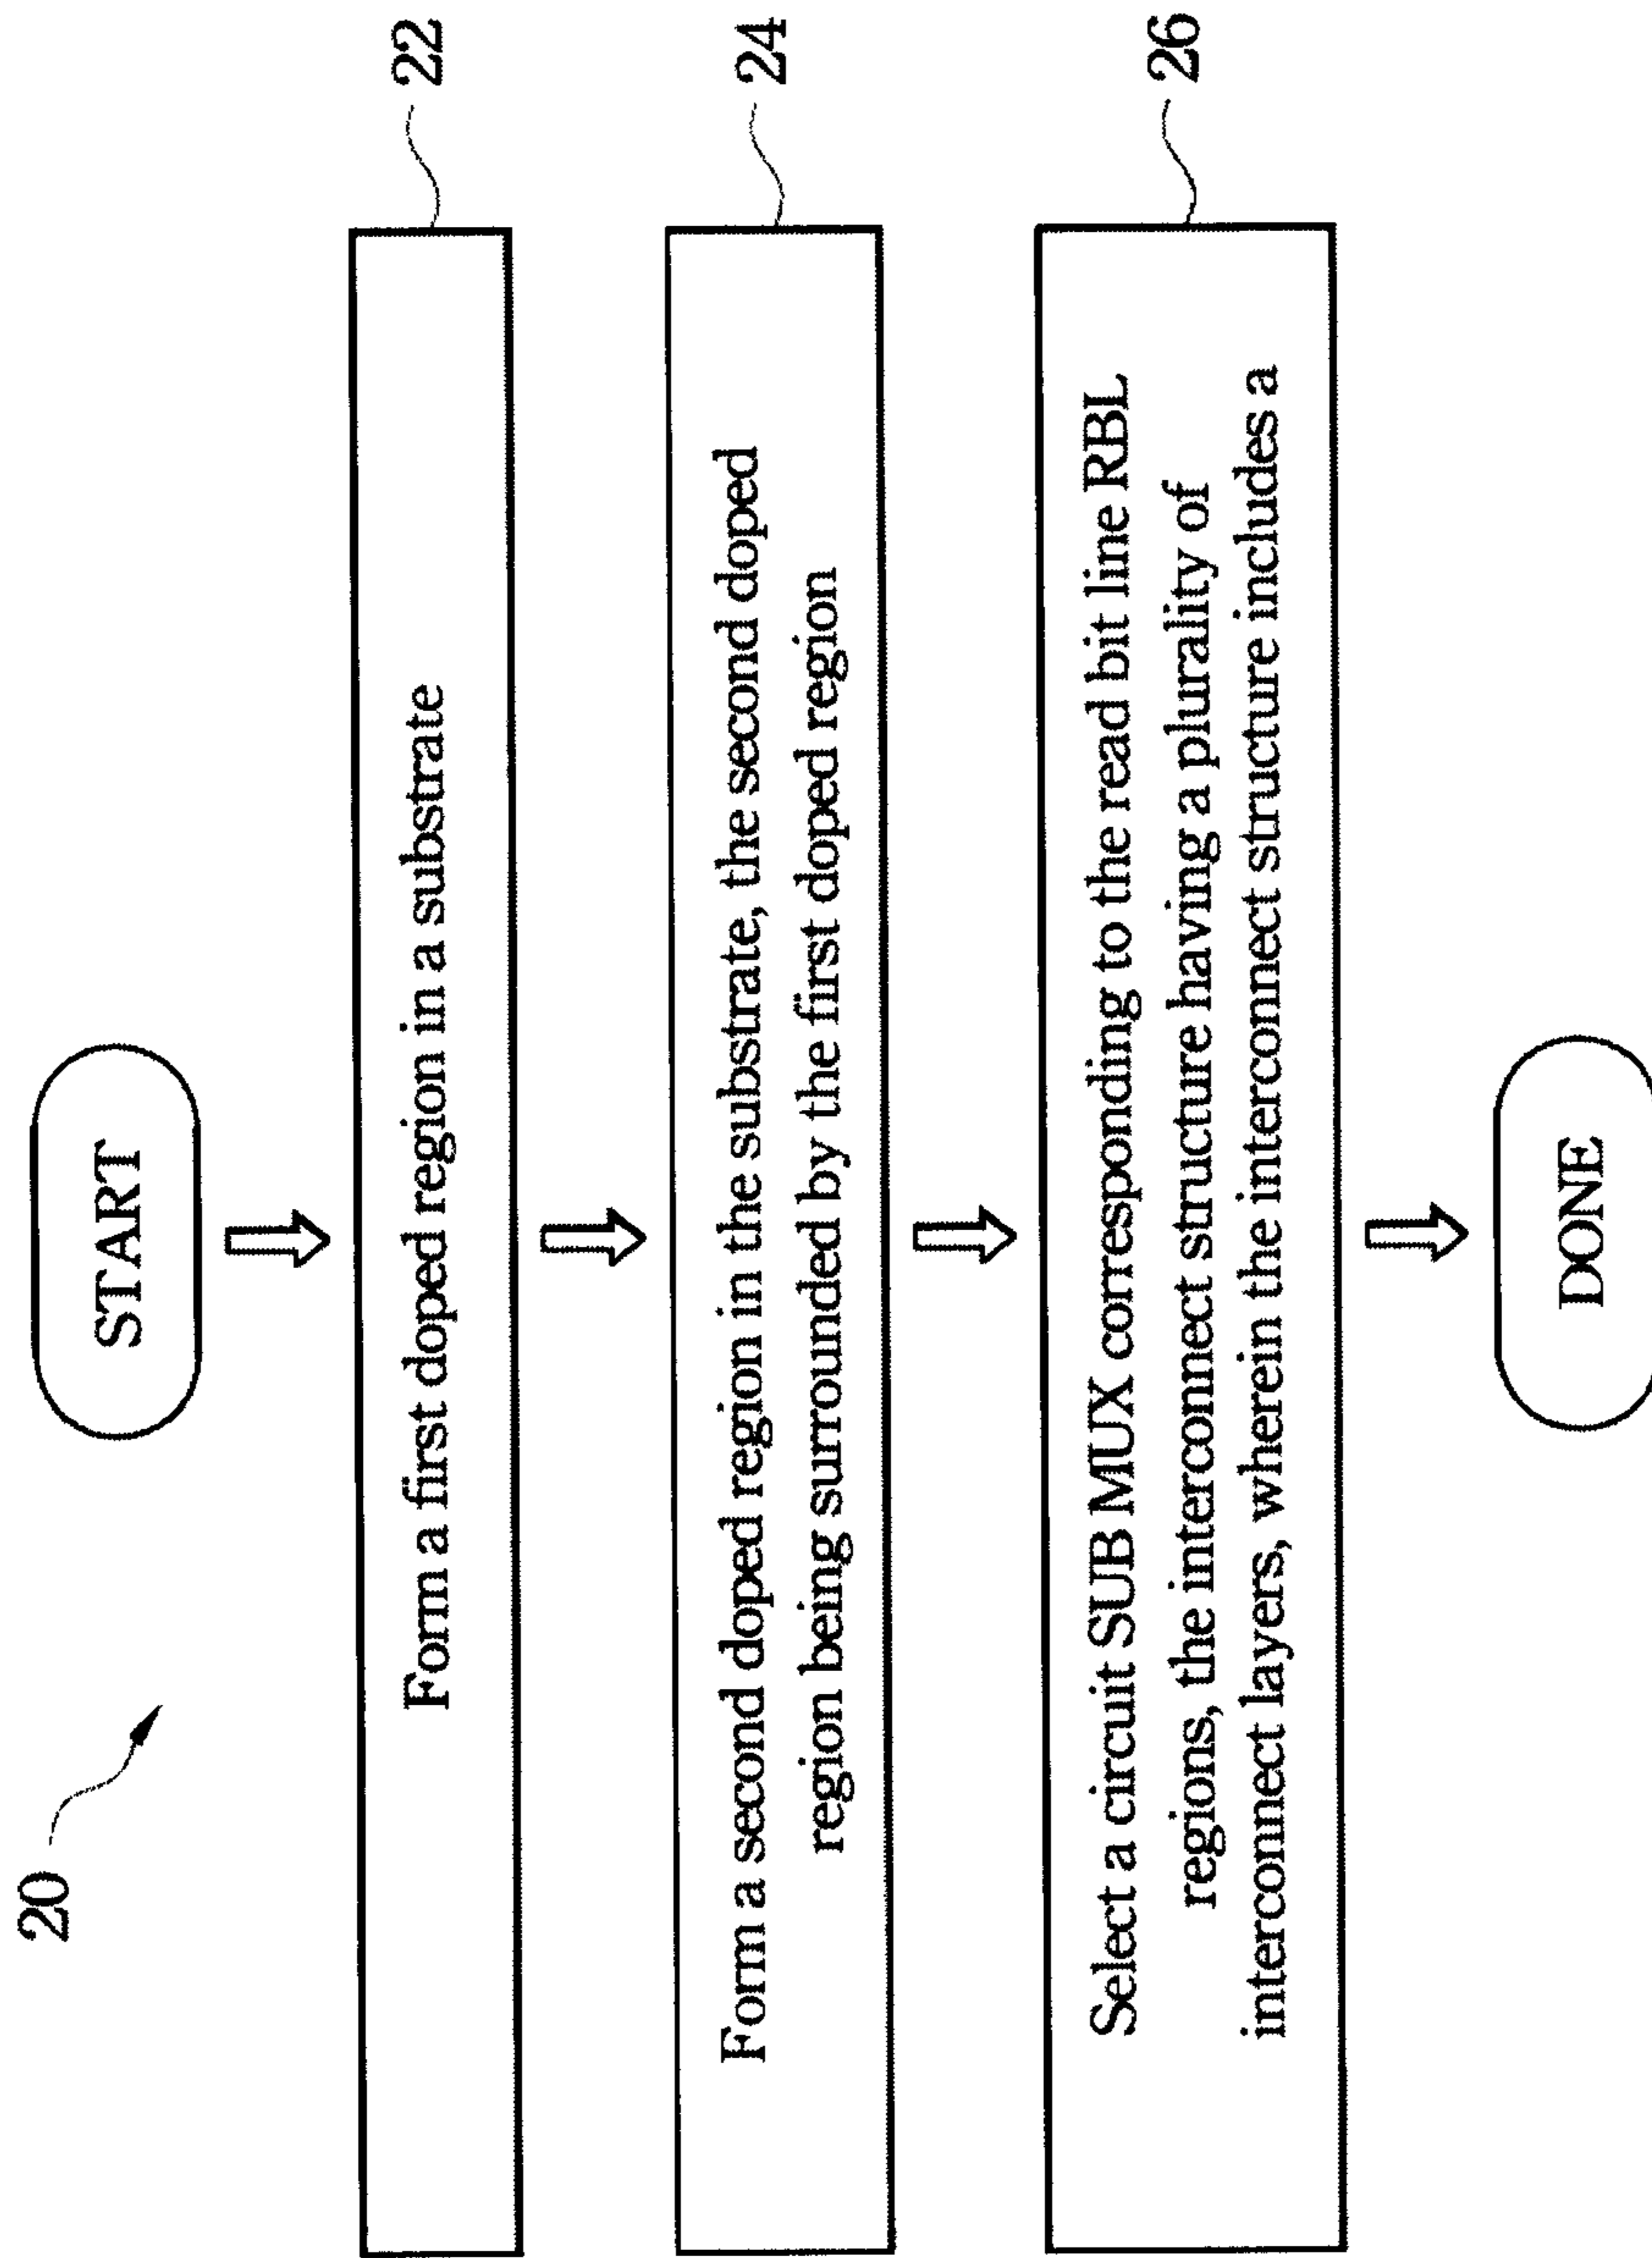 20
START
Form a first doped region in a substrate
22
Form a second doped region in the substrate, the second doped
region being surrounded by the first doped region
24
Select a circuit SUB MUX corresponding to the read bit line RBL
regions, the interconnect structure having a plurality of
interconnect layers, wherein the interconnect structure includes a
26
DONE